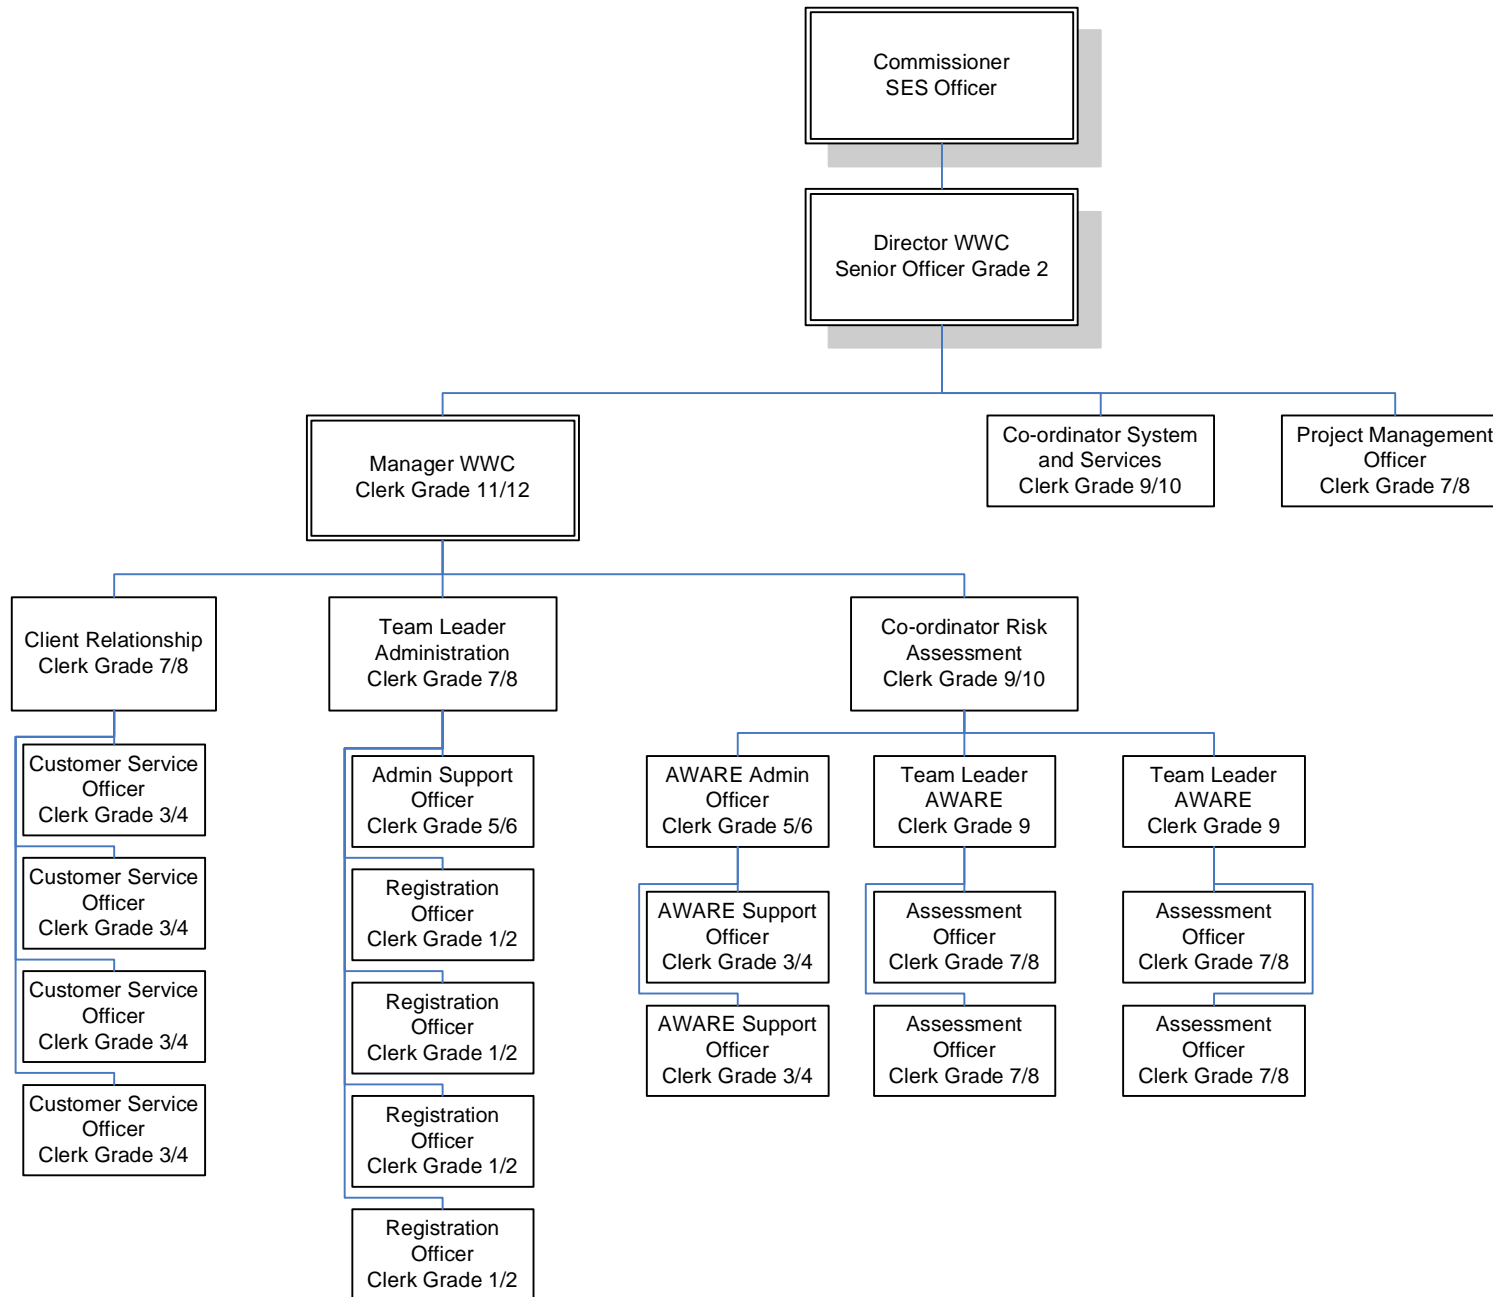 Commissioner
SES Officer
Director WWC
Senior Officer Grade 2
Manager WWC
Clerk Grade 11/12
Co-ordinator System
and Services
Clerk Grade 9/10
Project Management
Officer
Clerk Grade 7/8
Client Relationship
Clerk Grade 7/8
Team Leader
Administration
Clerk Grade 7/8
Co-ordinator Risk
Assessment
Clerk Grade 9/10
Customer Service
Officer
Clerk Grade 3/4
Customer Service
Officer
Clerk Grade 3/4
Customer Service
Officer
Clerk Grade 3/4
Customer Service
Officer
Clerk Grade 3/4
Admin Support
Officer
Clerk Grade 5/6
Registration
Officer
Clerk Grade 1/2
Registration
Officer
Clerk Grade 1/2
Registration
Officer
Clerk Grade 1/2
Registration
Officer
Clerk Grade 1/2
AWARE Admin
Officer
Clerk Grade 5/6
AWARE Support
Officer
Clerk Grade 3/4
AWARE Support
Officer
Clerk Grade 3/4
Team Leader
AWARE
Clerk Grade 9
Assessment
Officer
Clerk Grade 7/8
Assessment
Officer
Clerk Grade 7/8
Team Leader
AWARE
Clerk Grade 9
Assessment
Officer
Clerk Grade 7/8
Assessment
Officer
Clerk Grade 7/8